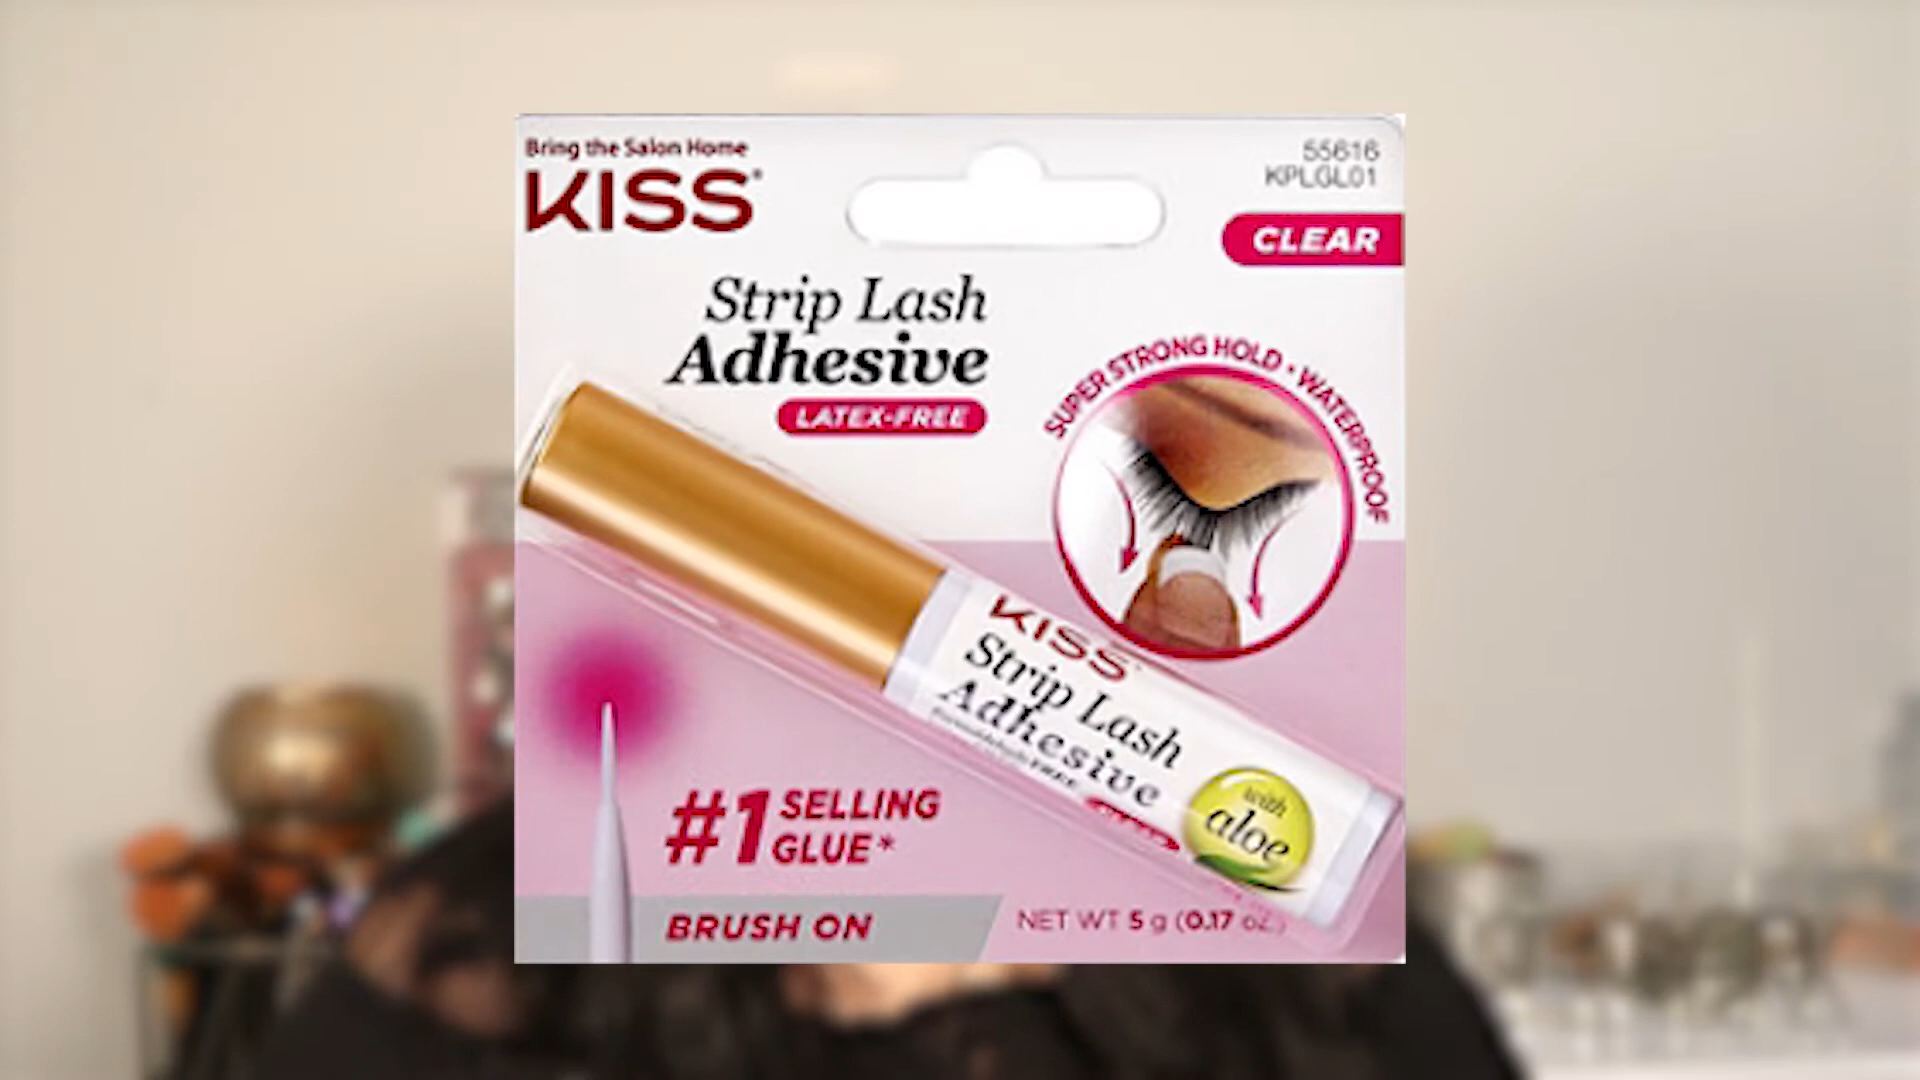 Bring the Salon Home
KISS
55616
KPLGL01
CLEAR
Strip Lash
Adhesive
LATEX-FREE
SUPER STRONG HOLD • WATERPROOF
KISS
Strip Lash
Adhesive
with
aloe
#1 SELLING
GLUE*
BRUSH ON
NET WT 5 g (0.17 oz.)